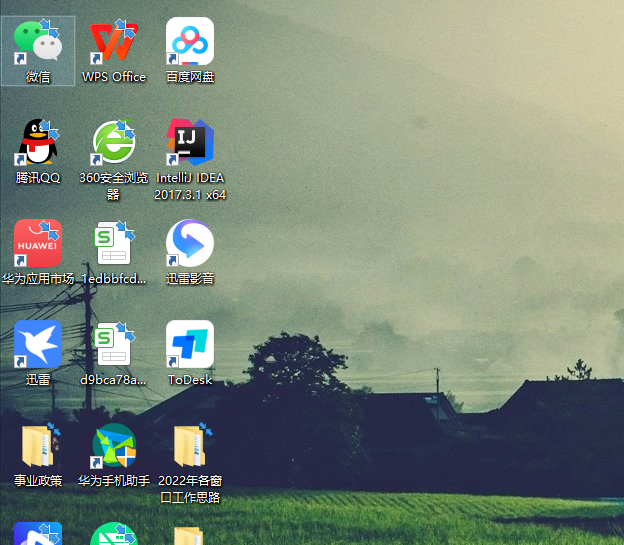 微信
WPS Office
百度网盘
腾讯QQ
360安全浏览
器
IJ
IntelliJ IDEA
2017.3.1 x64
HUAWEI
华为应用市场
S
1edbbfcd...
迅雷影音
迅雷
S
d9bca78a...
ToDesk
事业政策
华为手机助手
2022年各窗
口工作思路